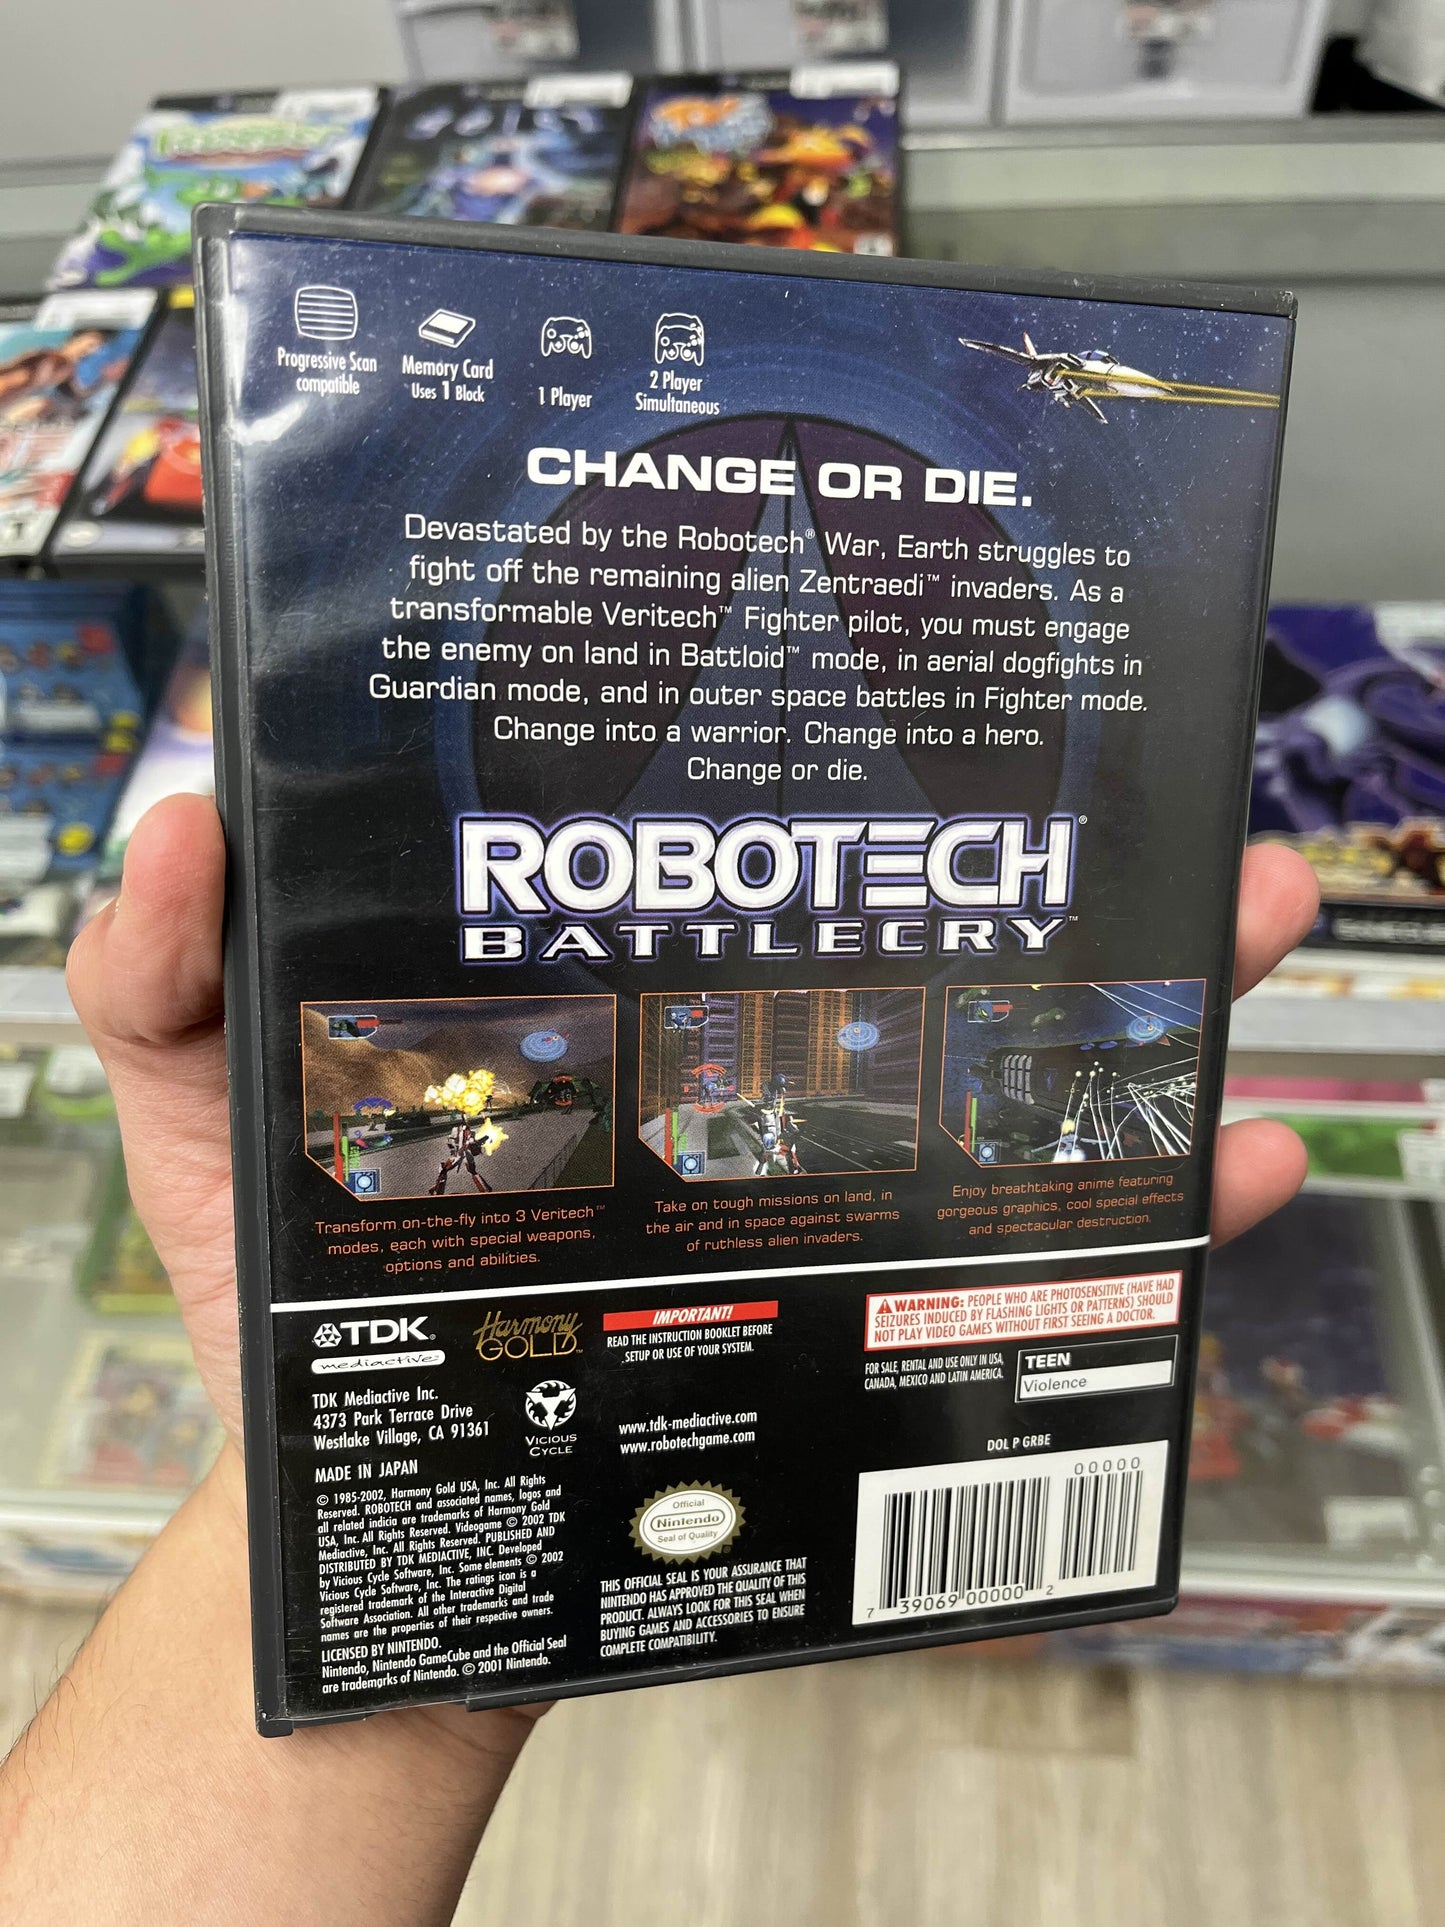 Progressive Scan
compatible
Memory Card
Uses 1 Block
1 Player
2 Player
Simultaneous
CHANGE OR DIE.
Devastated by the Robotech® War, Earth struggles to
fight off the remaining alien Zentraedi™ invaders. As a
transformable Veritech™ Fighter pilot, you must engage
the enemy on land in Battloid™ mode, in aerial dogfights in
Guardian mode, and in outer space battles in Fighter mode.
Change into a warrior. Change into a hero.
Change or die.
ROBOTECH®
BATTLECRY™
Transform on-the-fly into 3 Veritech™
modes, each with special weapons,
options and abilities.
Take on tough missions on land, in
the air and in space against swarms
of ruthless alien invaders.
Enjoy breathtaking anime featuring
gorgeous graphics, cool special effects
and spectacular destruction.
TDK®
mediactive™
Harmony
GOLD™
IMPORTANT!
READ THE INSTRUCTION BOOKLET BEFORE
SETUP OR USE OF YOUR SYSTEM.
WARNING: PEOPLE WHO ARE PHOTOSENSITIVE (HAVE HAD
SEIZURES INDUCED BY FLASHING LIGHTS OR PATTERNS) SHOULD
NOT PLAY VIDEO GAMES WITHOUT FIRST SEEING A DOCTOR.
FOR SALE, RENTAL AND USE ONLY IN USA,
CANADA, MEXICO AND LATIN AMERICA.
TEEN
Violence
TDK Mediactive Inc.
4373 Park Terrace Drive
Westlake Village, CA 91361
VICIOUS
CYCLE
www.tdk-mediactive.com
www.robotechgame.com
DOL P GRBE
MADE IN JAPAN
© 1985-2002, Harmony Gold USA, Inc. All Rights
Reserved. ROBOTECH and associated names, logos and
all related indicia are trademarks of Harmony Gold
USA, Inc. All Rights Reserved. Videogame © 2002 TDK
Mediactive, Inc. All Rights Reserved. PUBLISHED AND
DISTRIBUTED BY TDK MEDIACTIVE, INC. Developed
by Vicious Cycle Software, Inc. Some elements © 2002
Vicious Cycle Software, Inc. The ratings icon is a
registered trademark of the Interactive Digital
Software Association. All other trademarks and trade
names are the properties of their respective owners.
LICENSED BY NINTENDO.
Nintendo, Nintendo GameCube and the Official Seal
are trademarks of Nintendo. © 2001 Nintendo.
Official
Nintendo
Seal of Quality
THIS OFFICIAL SEAL IS YOUR ASSURANCE THAT
NINTENDO HAS APPROVED THE QUALITY OF THIS
PRODUCT. ALWAYS LOOK FOR THIS SEAL WHEN
BUYING GAMES AND ACCESSORIES TO ENSURE
COMPLETE COMPATIBILITY.
00000
7 39069 00000 2